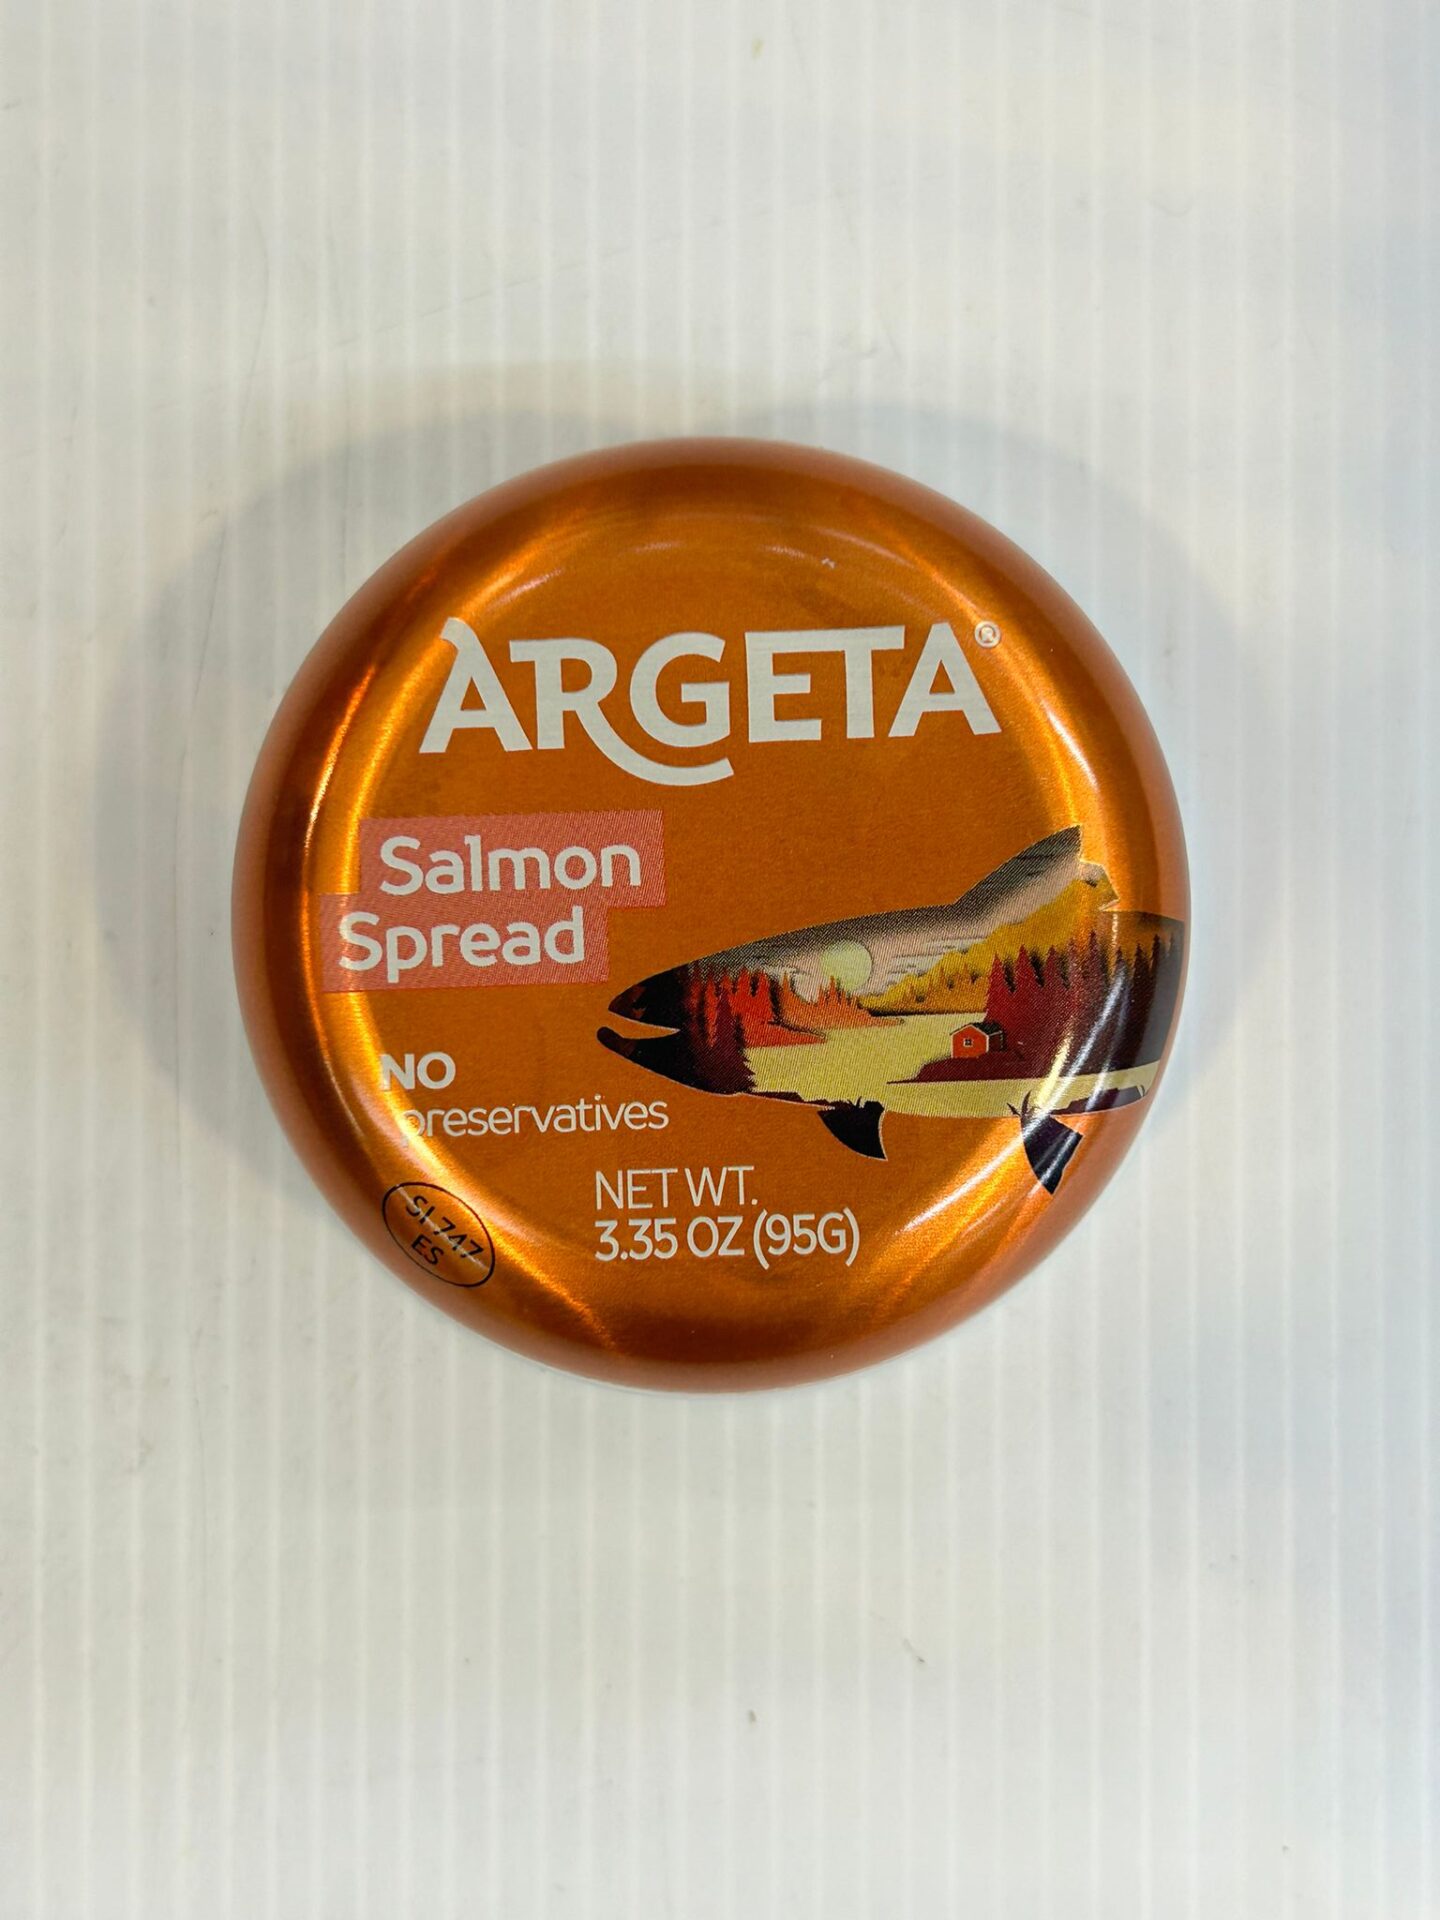 ARGETA®
Salmon
Spread
NO
preservatives
NET WT.
3.35 OZ (95G)
SI 747
ES